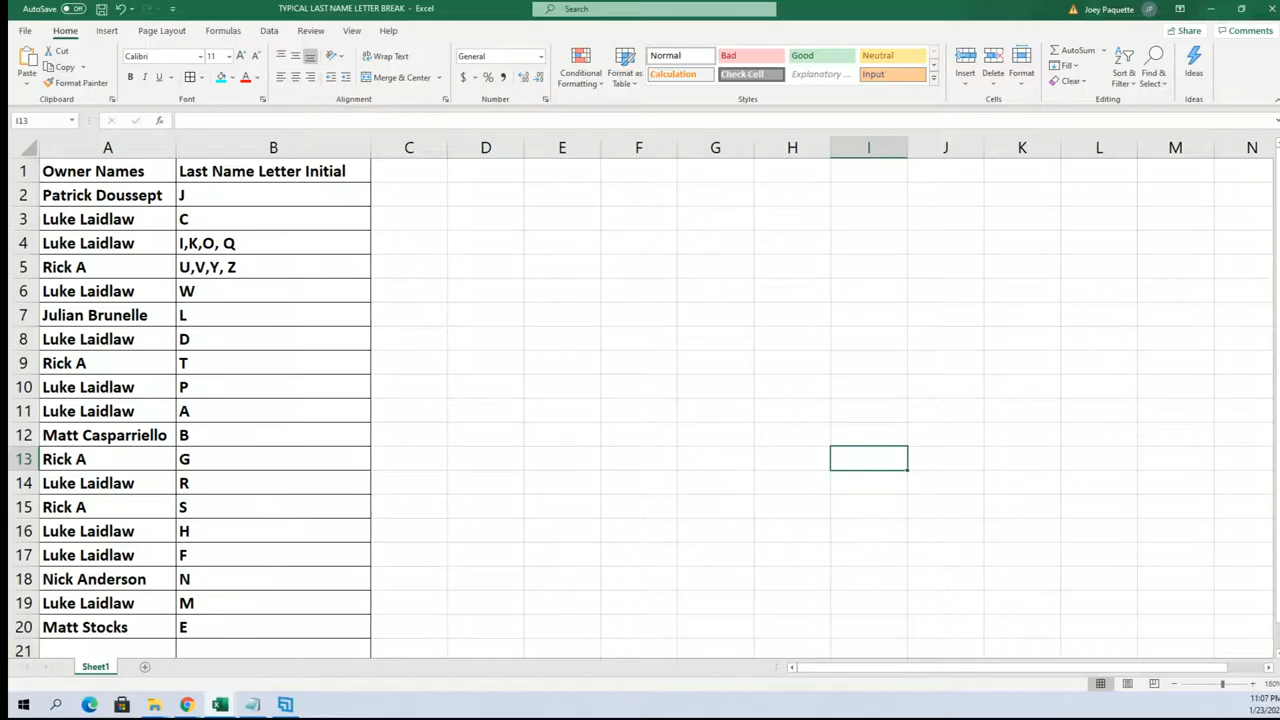 AutoSave Off TYPICAL LAST NAME LETTER BREAK - Excel Search Joey Paquette JP
File Home Insert Page Layout Formulas Data Review View Help Share Comments
Cut Calibri 11 Wrap Text General Normal Bad Good Neutral AutoSum
Copy Fill
Paste Format Painter B I U Merge & Center $ % Conditional Formatting Format as Table Calculation Check Cell Explanatory ... Input Insert Delete Format Clear Sort & Filter Find & Select Ideas
Clipboard Font Alignment Number Styles Cells Editing Ideas
I13 fx
A B C D E F G H I J K L M N
1 Owner Names Last Name Letter Initial
2 Patrick Doussept J
3 Luke Laidlaw C
4 Luke Laidlaw I,K,O, Q
5 Rick A U,V,Y, Z
6 Luke Laidlaw W
7 Julian Brunelle L
8 Luke Laidlaw D
9 Rick A T
10 Luke Laidlaw P
11 Luke Laidlaw A
12 Matt Casparriello B
13 Rick A G
14 Luke Laidlaw R
15 Rick A S
16 Luke Laidlaw H
17 Luke Laidlaw F
18 Nick Anderson N
19 Luke Laidlaw M
20 Matt Stocks E
21
Sheet1
180%
11:07 PM
1/23/202